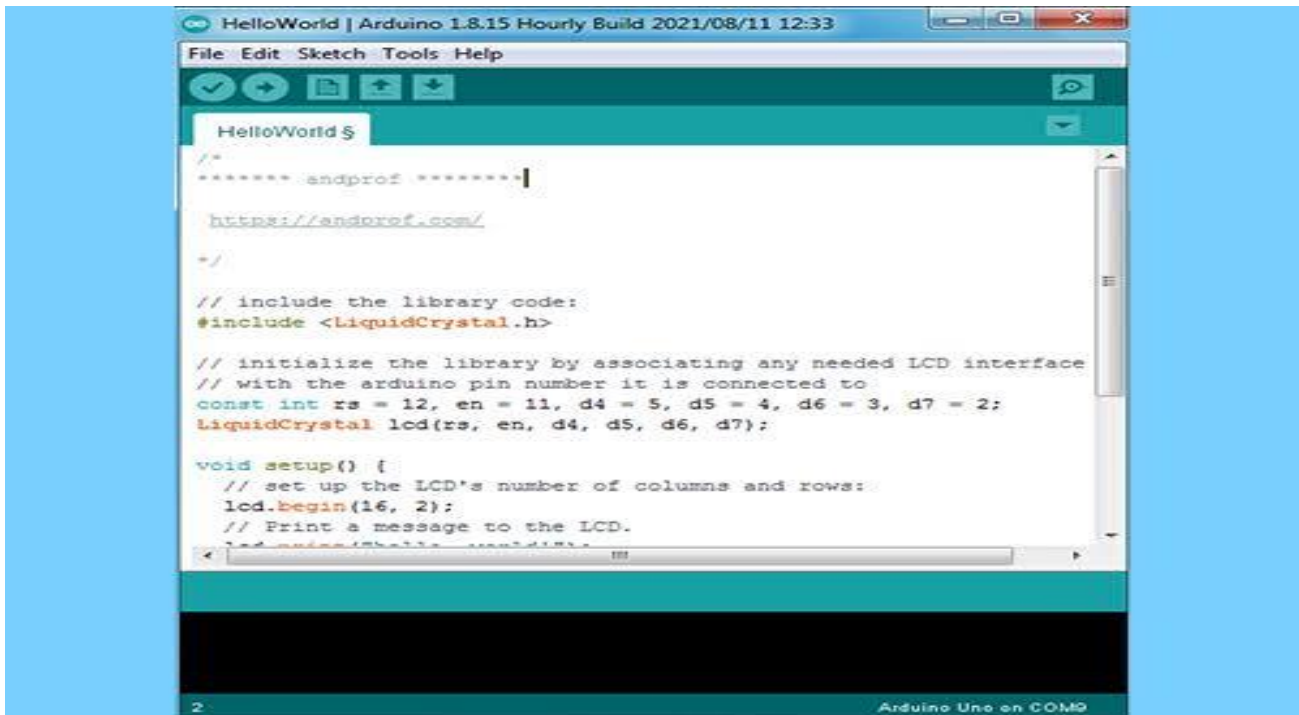 HelloWorld | Arduino 1.8.15 Hourly Build 2021/08/11 12:33
File Edit Sketch Tools Help
HelloWorld §
/*
******* andprof ********
https://andprof.com/
*/
// include the library code:
#include <LiquidCrystal.h>
// initialize the library by associating any needed LCD interface
// with the arduino pin number it is connected to
const int rs = 12, en = 11, d4 = 5, d5 = 4, d6 = 3, d7 = 2;
LiquidCrystal lcd(rs, en, d4, d5, d6, d7);
void setup() {
// set up the LCD's number of columns and rows:
lcd.begin(16, 2);
// Print a message to the LCD.
2
Arduino Uno on COM9